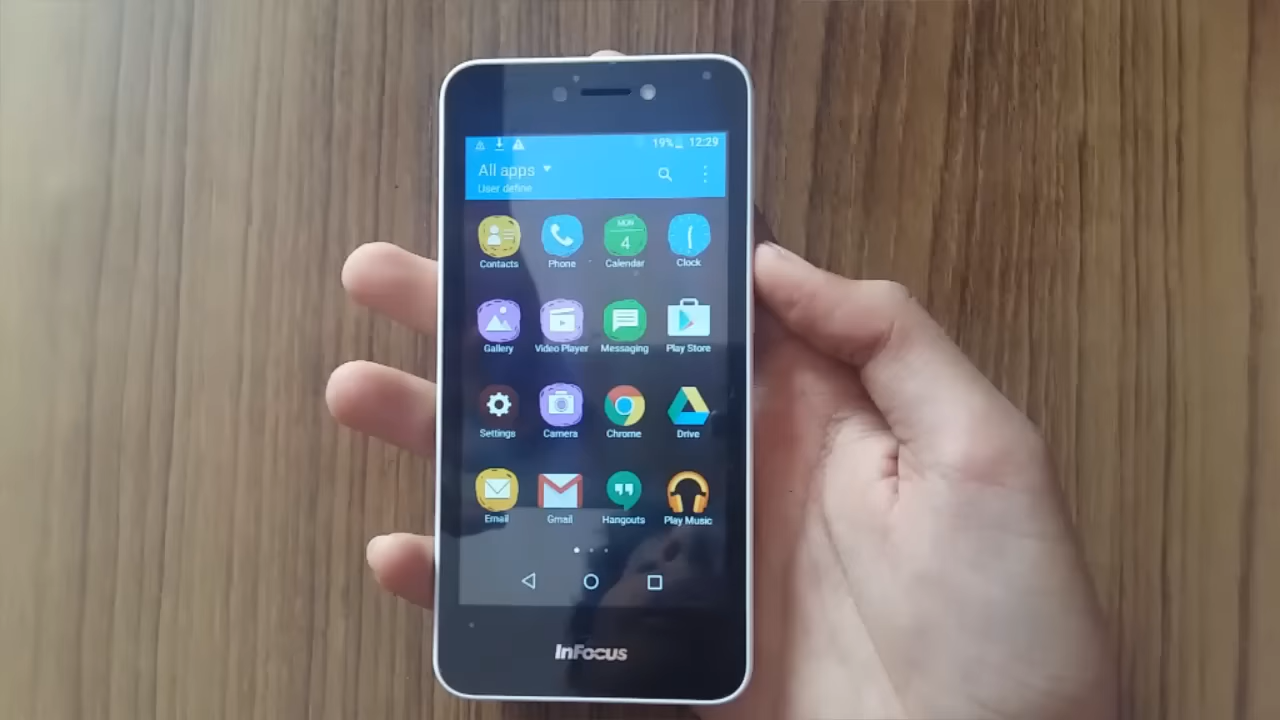 19% 12:29
All apps
User define
MON
4
Contacts Phone Calendar Clock
Gallery Video Player Messaging Play Store
Settings Camera Chrome Drive
Email Gmail Hangouts Play Music
InFocus